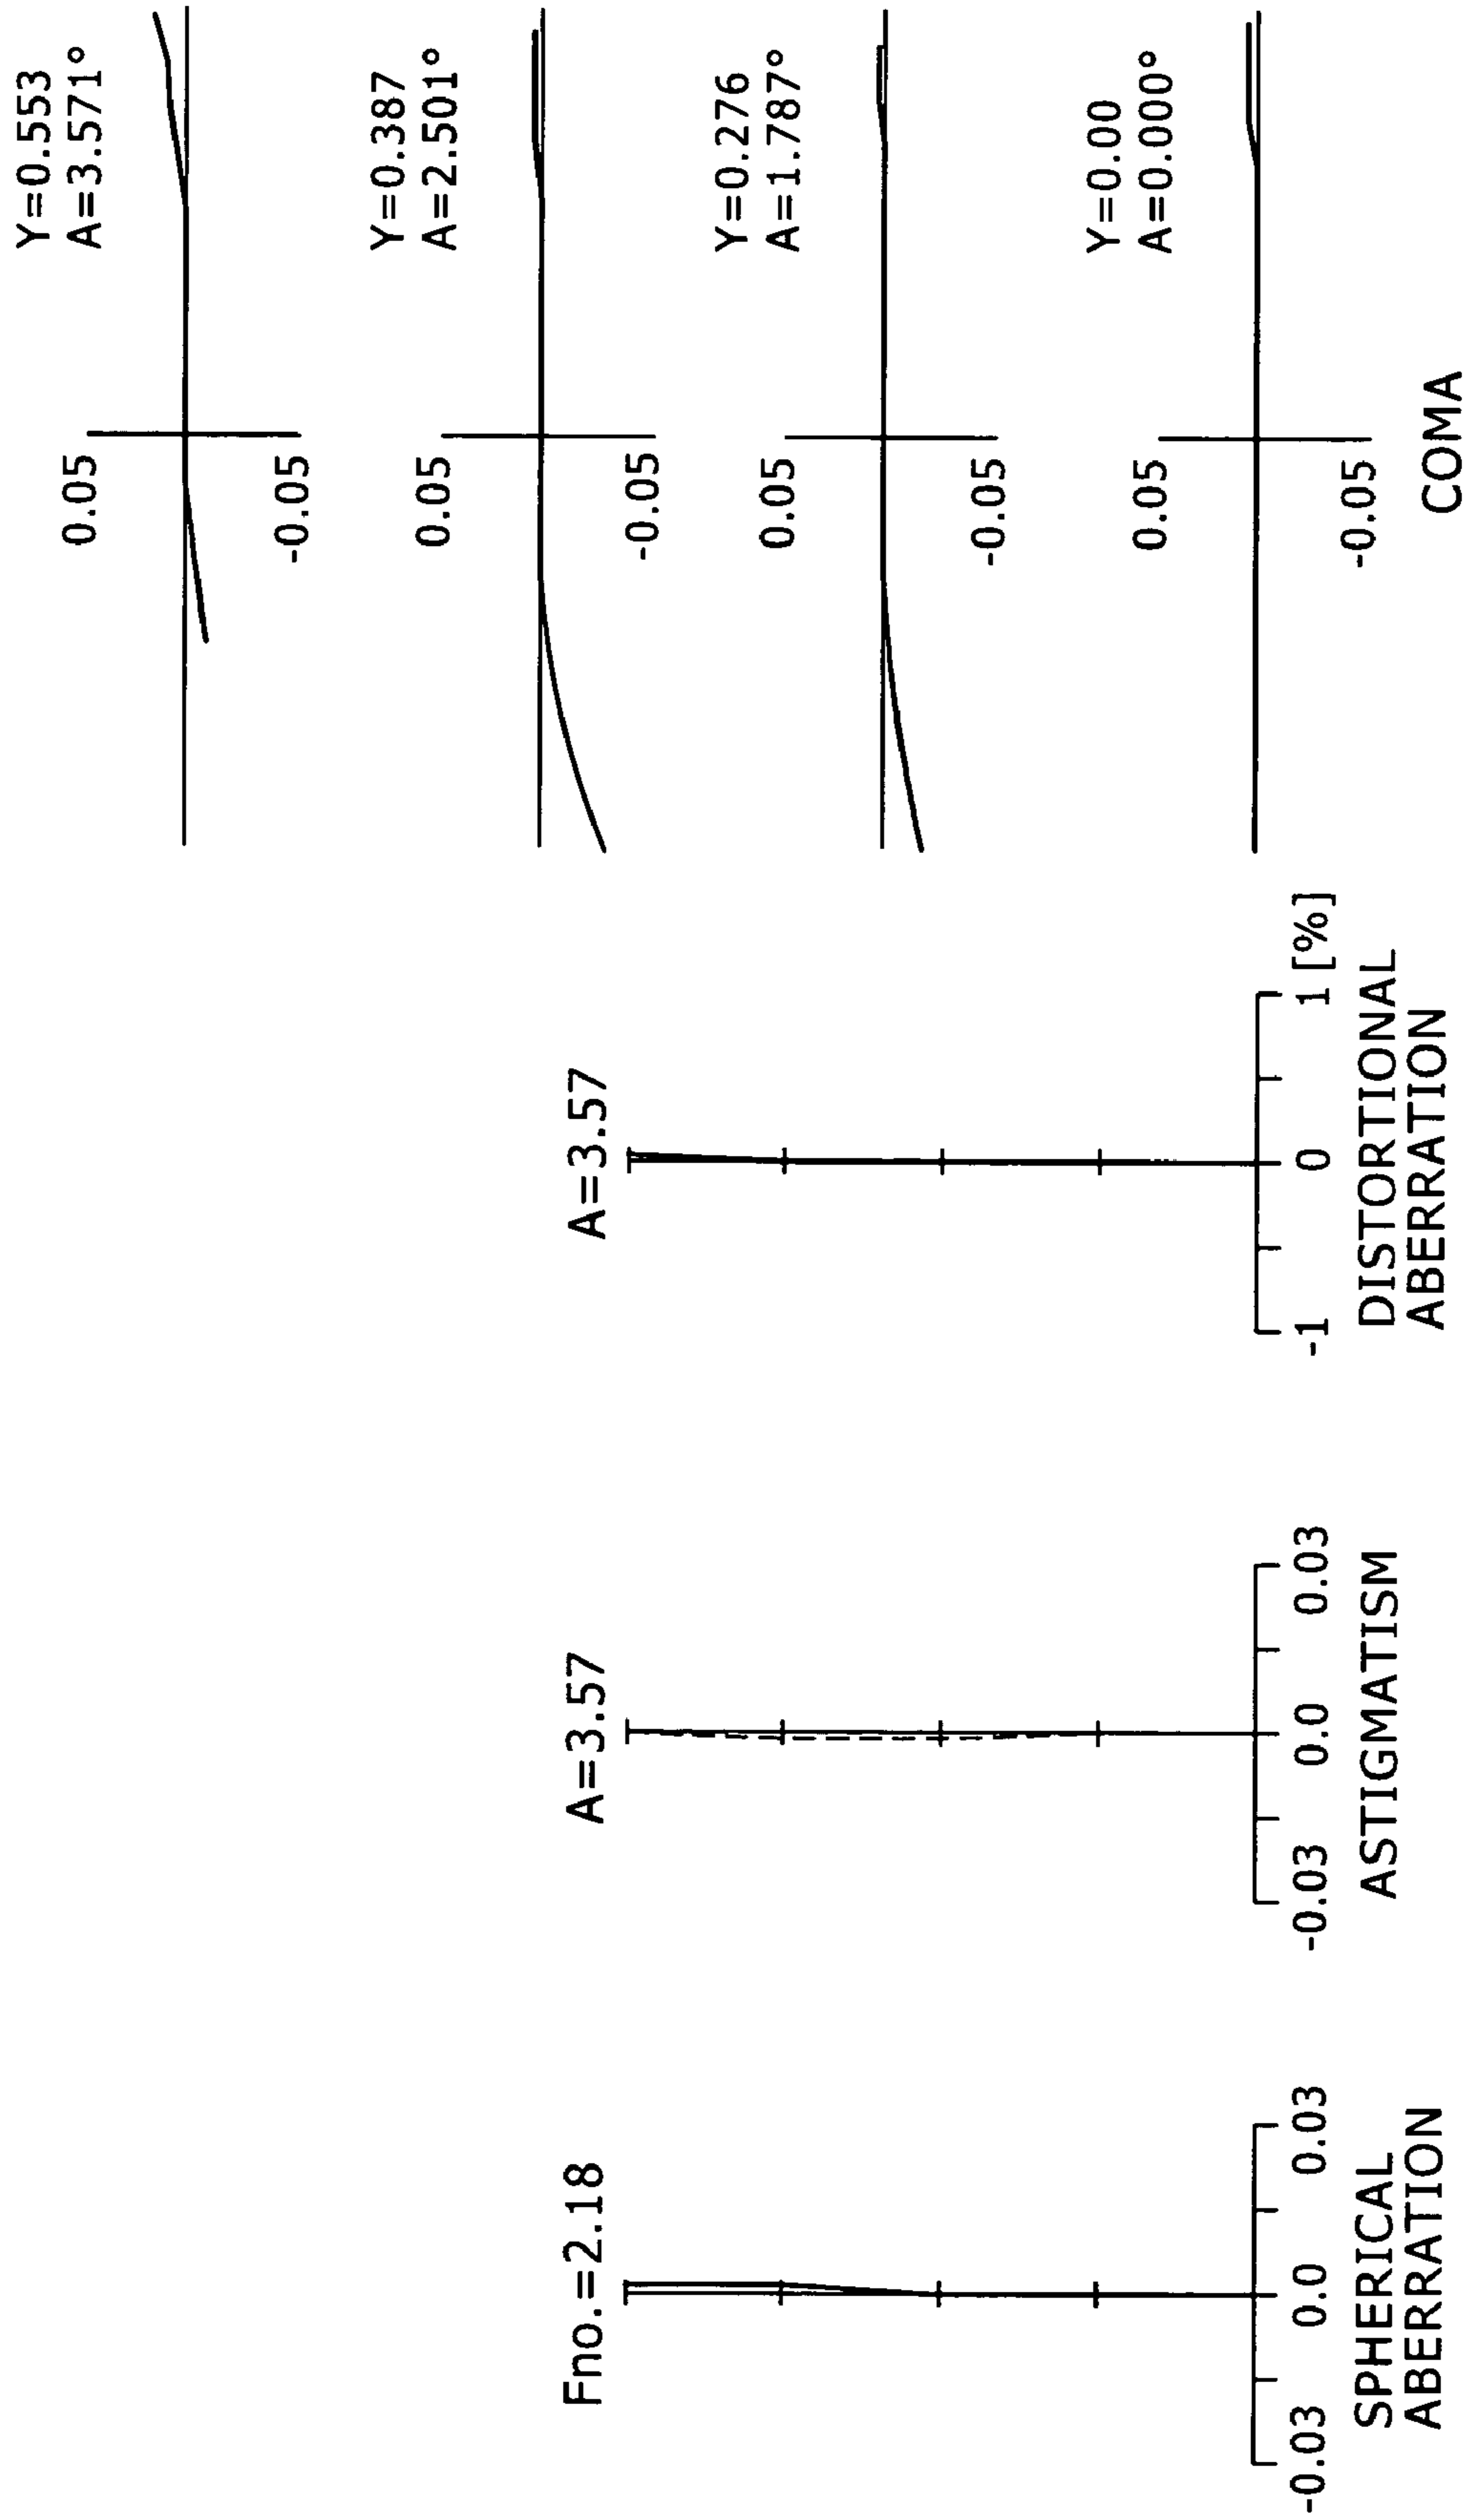 Fno.=2.18
-0.03
0.0
0.03
SPHERICAL
ABERRATION
A=3.57
-0.03
0.0
0.03
ASTIGMATISM
A=3.57
-1
0
1 [%]
DISTORTIONAL
ABERRATION
Y=0.553
A=3.571°
0.05
-0.05
Y=0.387
A=2.501°
0.05
-0.05
Y=0.276
A=1.787°
0.05
-0.05
Y=0.00
A=0.000°
0.05
-0.05
COMA